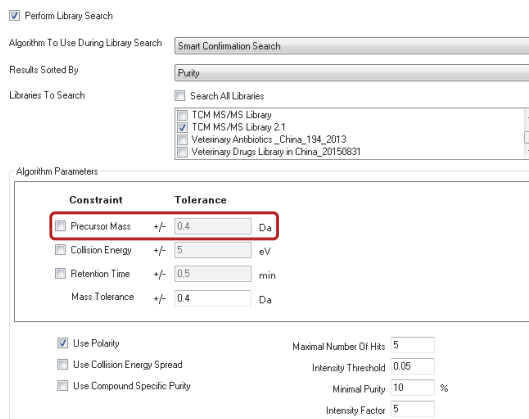 Perform Library Search
Algorithm To Use During Library Search Smart Confirmation Search
Results Sorted By Purity
Libraries To Search Search All Libraries
TCM MS/MS Library
TCM MS/MS Library 2.1
Veterinary Antibiotics _China_194_2013
Veterinary Drugs Library in China_20150831
Algorithm Parameters
Constraint Tolerance
Precursor Mass +/- 0.4 Da
Collision Energy +/- 5 eV
Retention Time +/- 0.5 min
Mass Tolerance +/- 0.4 Da
Use Polarity Maximal Number Of Hits 5
Use Collision Energy Spread Intensity Threshold 0.05
Use Compound Specific Purity Minimal Purity 10 %
Intensity Factor 5